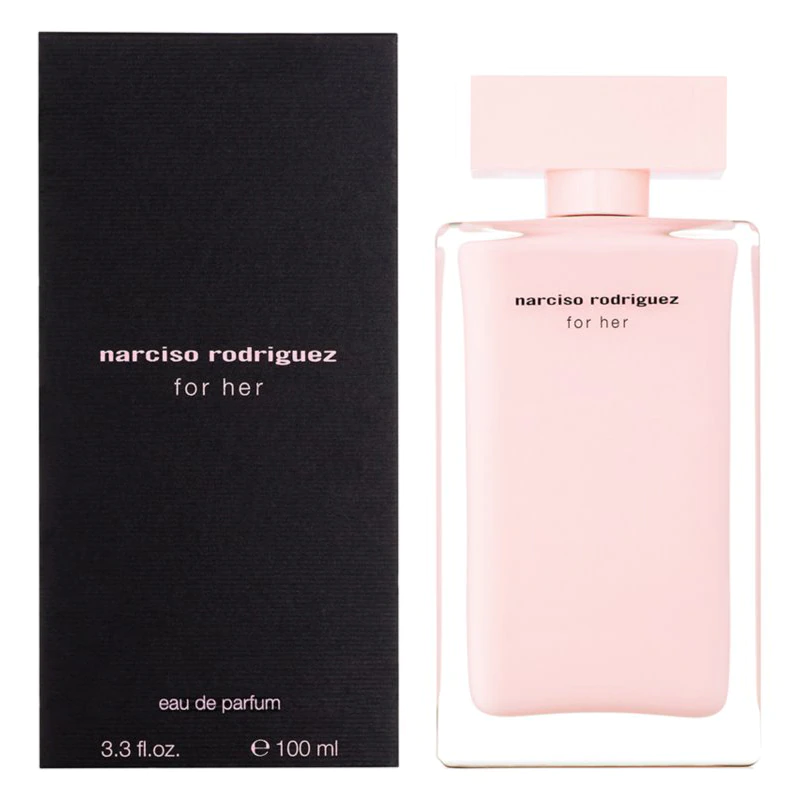 narciso rodriguez
for her
eau de parfum
3.3 fl.oz. ℮ 100 ml
narciso rodriguez
for her